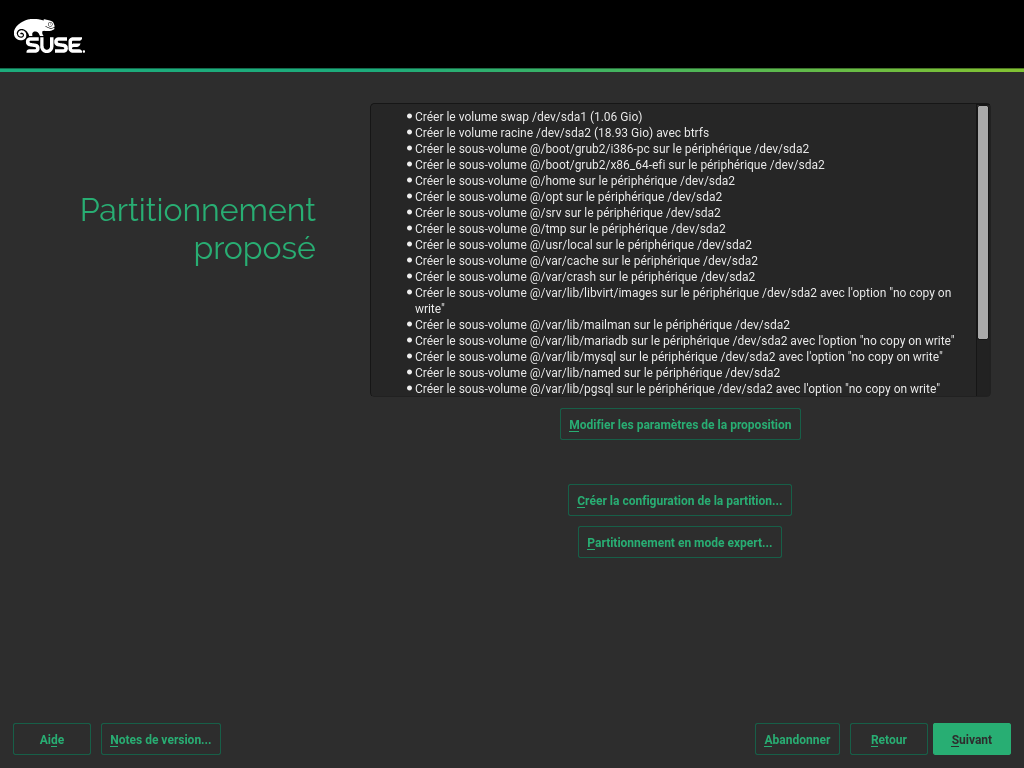 SUSE.
Partitionnement
proposé
Créer le volume swap /dev/sda1 (1.06 Gio)
Créer le volume racine /dev/sda2 (18.93 Gio) avec btrfs
Créer le sous-volume @/boot/grub2/i386-pc sur le périphérique /dev/sda2
Créer le sous-volume @/boot/grub2/x86_64-efi sur le périphérique /dev/sda2
Créer le sous-volume @/home sur le périphérique /dev/sda2
Créer le sous-volume @/opt sur le périphérique /dev/sda2
Créer le sous-volume @/srv sur le périphérique /dev/sda2
Créer le sous-volume @/tmp sur le périphérique /dev/sda2
Créer le sous-volume @/usr/local sur le périphérique /dev/sda2
Créer le sous-volume @/var/cache sur le périphérique /dev/sda2
Créer le sous-volume @/var/crash sur le périphérique /dev/sda2
Créer le sous-volume @/var/lib/libvirt/images sur le périphérique /dev/sda2 avec l'option "no copy on
write"
Créer le sous-volume @/var/lib/mailman sur le périphérique /dev/sda2
Créer le sous-volume @/var/lib/mariadb sur le périphérique /dev/sda2 avec l'option "no copy on write"
Créer le sous-volume @/var/lib/mysql sur le périphérique /dev/sda2 avec l'option "no copy on write"
Créer le sous-volume @/var/lib/named sur le périphérique /dev/sda2
Créer le sous-volume @/var/lib/pgsql sur le périphérique /dev/sda2 avec l'option "no copy on write"
Modifier les paramètres de la proposition
Créer la configuration de la partition...
Partitionnement en mode expert...
Aide
Notes de version...
Abandonner
Retour
Suivant